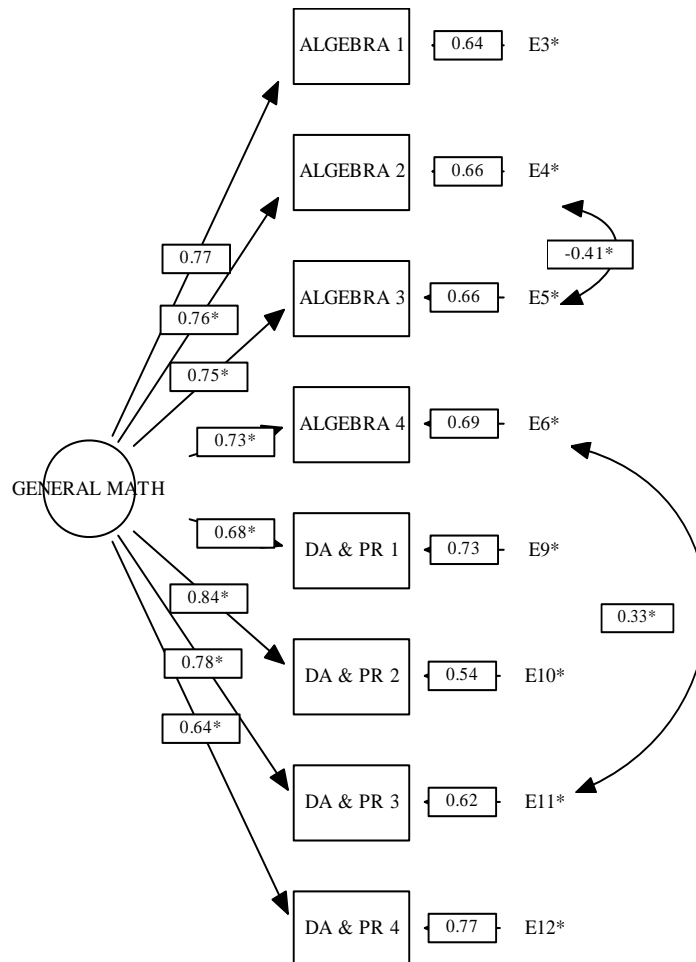 ALGEBRA 1
0.64
E3*
ALGEBRA 2
0.66
E4*
-0.41*
0.77
ALGEBRA 3
0.66
E5*
0.76*
0.75*
ALGEBRA 4
0.69
E6*
0.73*
GENERAL MATH
0.68*
DA & PR 1
0.73
E9*
0.84*
0.33*
0.78*
DA & PR 2
0.54
E10*
0.64*
DA & PR 3
0.62
E11*
DA & PR 4
0.77
E12*